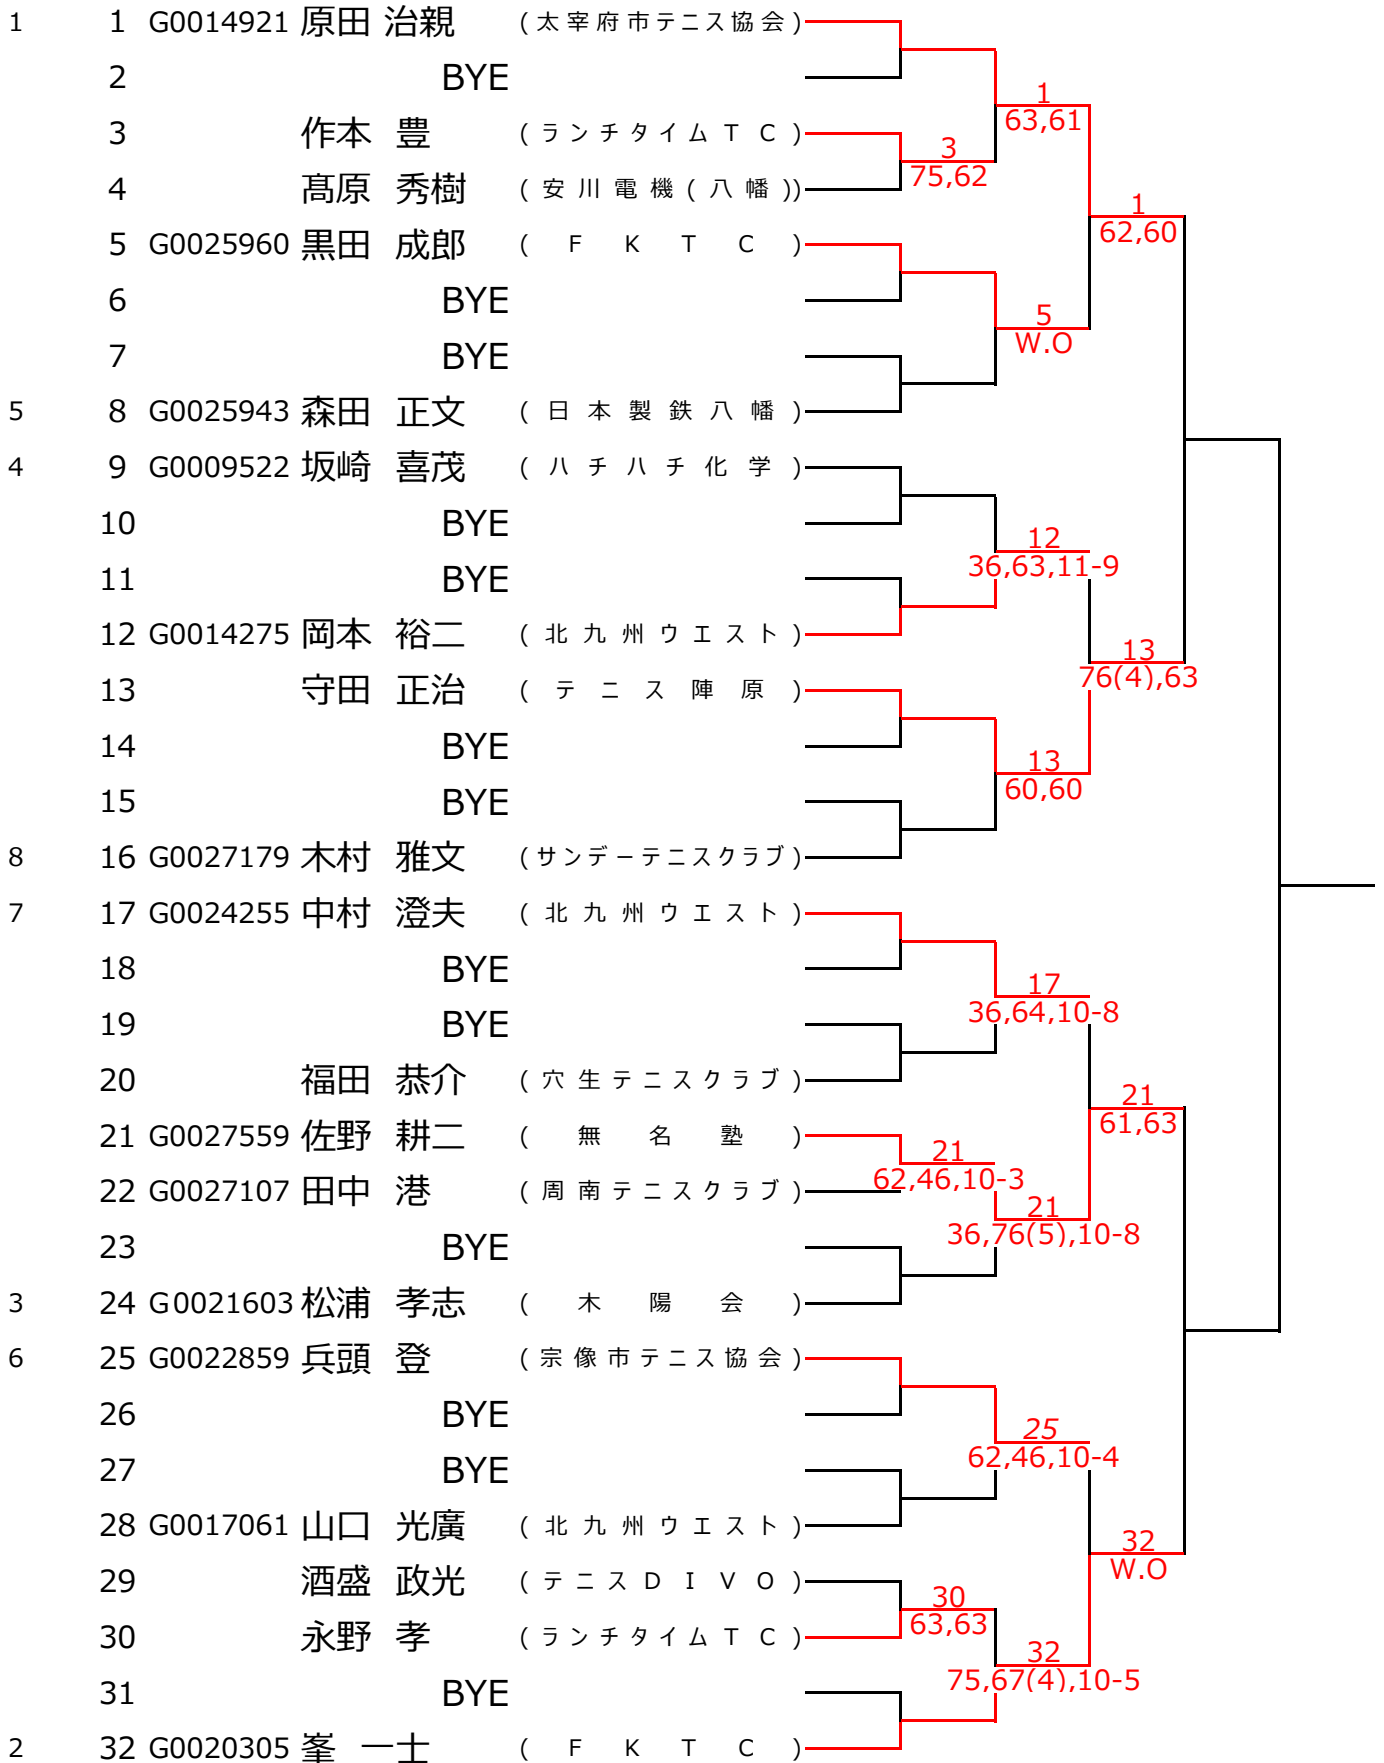 1 1 G0014921 原田 治親 (太宰府市テニス協会)
2 BYE
1
63,61
3 作本 豊 (ランチタイムTC)
3
75,62
4 髙原 秀樹 (安川電機(八幡))
1
62,60
5 G0025960 黒田 成郎 (FKTC)
6 BYE
5
W.O
7 BYE
5 8 G0025943 森田 正文 (日本製鉄八幡)
4 9 G0009522 坂崎 喜茂 (ハチハチ化学)
10 BYE
12
36,63,11-9
11 BYE
12 G0014275 岡本 裕二 (北九州ウエスト)
13
76(4),63
13 守田 正治 (テニス陣原)
14 BYE
13
60,60
15 BYE
8 16 G0027179 木村 雅文 (サンデーテニスクラブ)
7 17 G0024255 中村 澄夫 (北九州ウエスト)
18 BYE
17
36,64,10-8
19 BYE
20 福田 恭介 (穴生テニスクラブ)
21
61,63
21 G0027559 佐野 耕二 (無名塾)
21
62,46,10-3
22 G0027107 田中 港 (周南テニスクラブ)
21
36,76(5),10-8
23 BYE
3 24 G0021603 松浦 孝志 (木陽会)
6 25 G0022859 兵頭 登 (宗像市テニス協会)
26 BYE
25
62,46,10-4
27 BYE
28 G0017061 山口 光廣 (北九州ウエスト)
32
W.O
29 酒盛 政光 (テニスDIVO)
30
63,63
30 永野 孝 (ランチタイムTC)
32
75,67(4),10-5
31 BYE
2 32 G0020305 峯 一士 (FKTC)